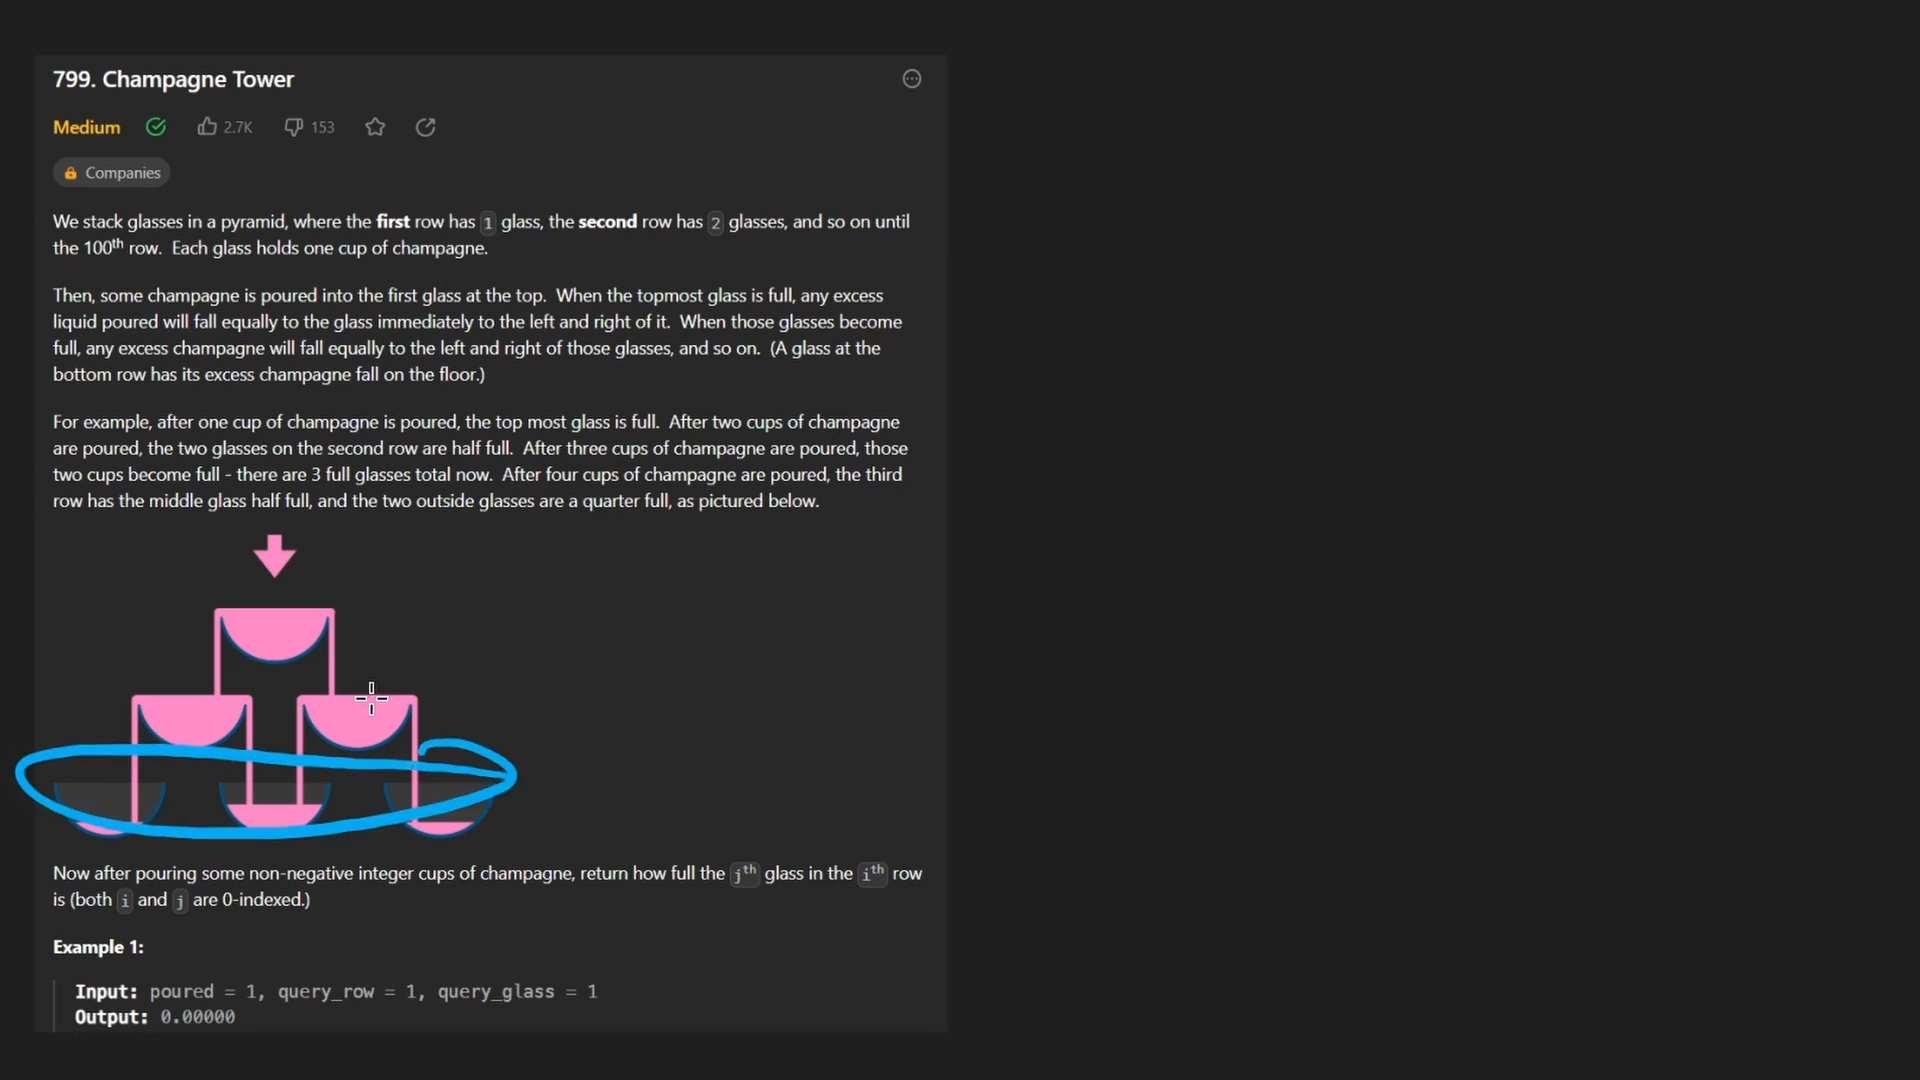 799. Champagne Tower
Medium 2.7K 153
Companies
We stack glasses in a pyramid, where the first row has 1 glass, the second row has 2 glasses, and so on until
the 100th row. Each glass holds one cup of champagne.
Then, some champagne is poured into the first glass at the top. When the topmost glass is full, any excess
liquid poured will fall equally to the glass immediately to the left and right of it. When those glasses become
full, any excess champagne will fall equally to the left and right of those glasses, and so on. (A glass at the
bottom row has its excess champagne fall on the floor.)
For example, after one cup of champagne is poured, the top most glass is full. After two cups of champagne
are poured, the two glasses on the second row are half full. After three cups of champagne are poured, those
two cups become full - there are 3 full glasses total now. After four cups of champagne are poured, the third
row has the middle glass half full, and the two outside glasses are a quarter full, as pictured below.
Now after pouring some non-negative integer cups of champagne, return how full the jth glass in the ith row
is (both i and j are 0-indexed.)
Example 1:
Input: poured = 1, query_row = 1, query_glass = 1
Output: 0.00000